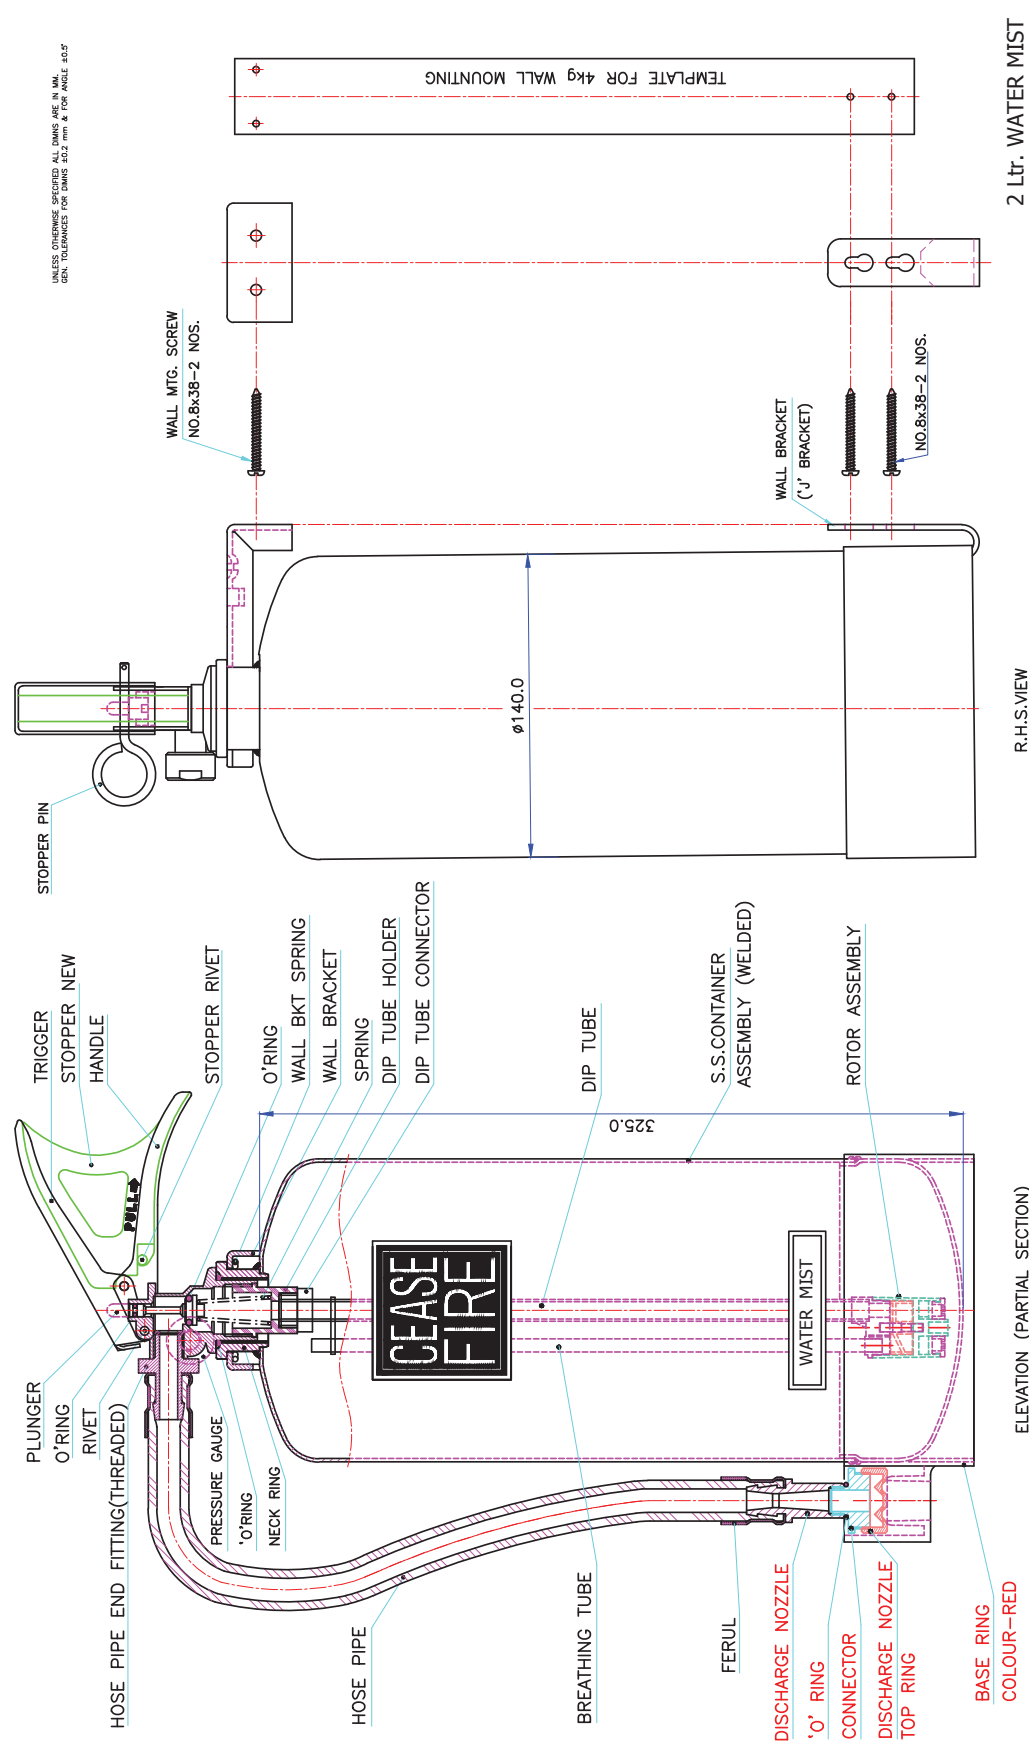 UNLESS OTHERWISE SPECIFIED ALL DIMNS ARE IN MM.
GEN. TOLERANCES FOR DIMNS ±0.2 mm & FOR ANGLE ±0.5°
PLUNGER
O'RING
RIVET
HOSE PIPE END FITTING(THREADED)
TRIGGER
STOPPER NEW
HANDLE
PULL
STOPPER RIVET
PRESSURE GAUGE
'O'RING
NECK RING
O'RING
WALL BKT SPRING
WALL BRACKET
SPRING
DIP TUBE HOLDER
DIP TUBE CONNECTOR
HOSE PIPE
CEASE
FIRE
325.0
DIP TUBE
BREATHING TUBE
S.S.CONTAINER
ASSEMBLY (WELDED)
WATER MIST
ROTOR ASSEMBLY
FERUL
DISCHARGE NOZZLE
'O' RING
CONNECTOR
DISCHARGE NOZZLE
TOP RING
BASE RING
COLOUR-RED
ELEVATION (PARTIAL SECTION)
STOPPER PIN
ø140.0
WALL MTG. SCREW
NO.8x38-2 NOS.
WALL BRACKET
('J' BRACKET)
NO.8x38-2 NOS.
R.H.S.VIEW
TEMPLATE FOR 4kg WALL MOUNTING
2 Ltr. WATER MIST